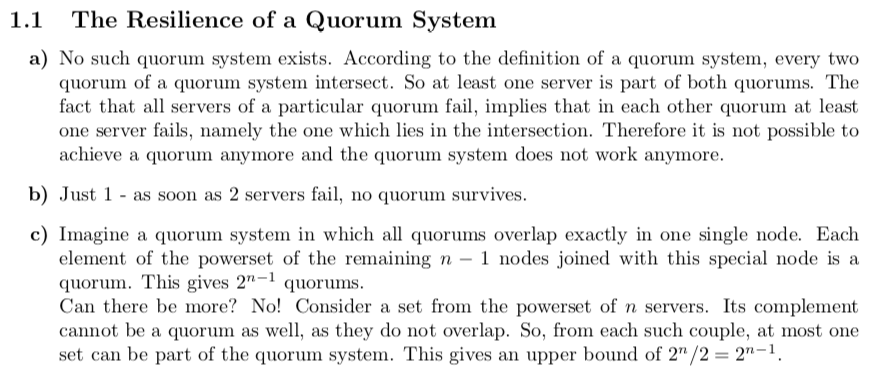 1.1 The Resilience of a Quorum System
a) No such quorum system exists. According to the definition of a quorum system, every two
quorum of a quorum system intersect. So at least one server is part of both quorums. The
fact that all servers of a particular quorum fail, implies that in each other quorum at least
one server fails, namely the one which lies in the intersection. Therefore it is not possible to
achieve a quorum anymore and the quorum system does not work anymore.
b) Just 1 - as soon as 2 servers fail, no quorum survives.
c) Imagine a quorum system in which all quorums overlap exactly in one single node. Each
element of the powerset of the remaining n − 1 nodes joined with this special node is a
quorum. This gives 2ⁿ⁻¹ quorums.
Can there be more? No! Consider a set from the powerset of n servers. Its complement
cannot be a quorum as well, as they do not overlap. So, from each such couple, at most one
set can be part of the quorum system. This gives an upper bound of 2ⁿ/2 = 2ⁿ⁻¹.